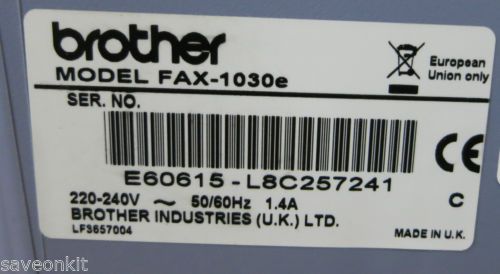 brother
European
Union only
MODEL FAX-1030e
SER. NO.
CE
E60615-L8C257241
C
220-240V ~ 50/60Hz 1.4A
BROTHER INDUSTRIES (U.K.) LTD.
LF3657004
MADE IN U.K.
saveonkit